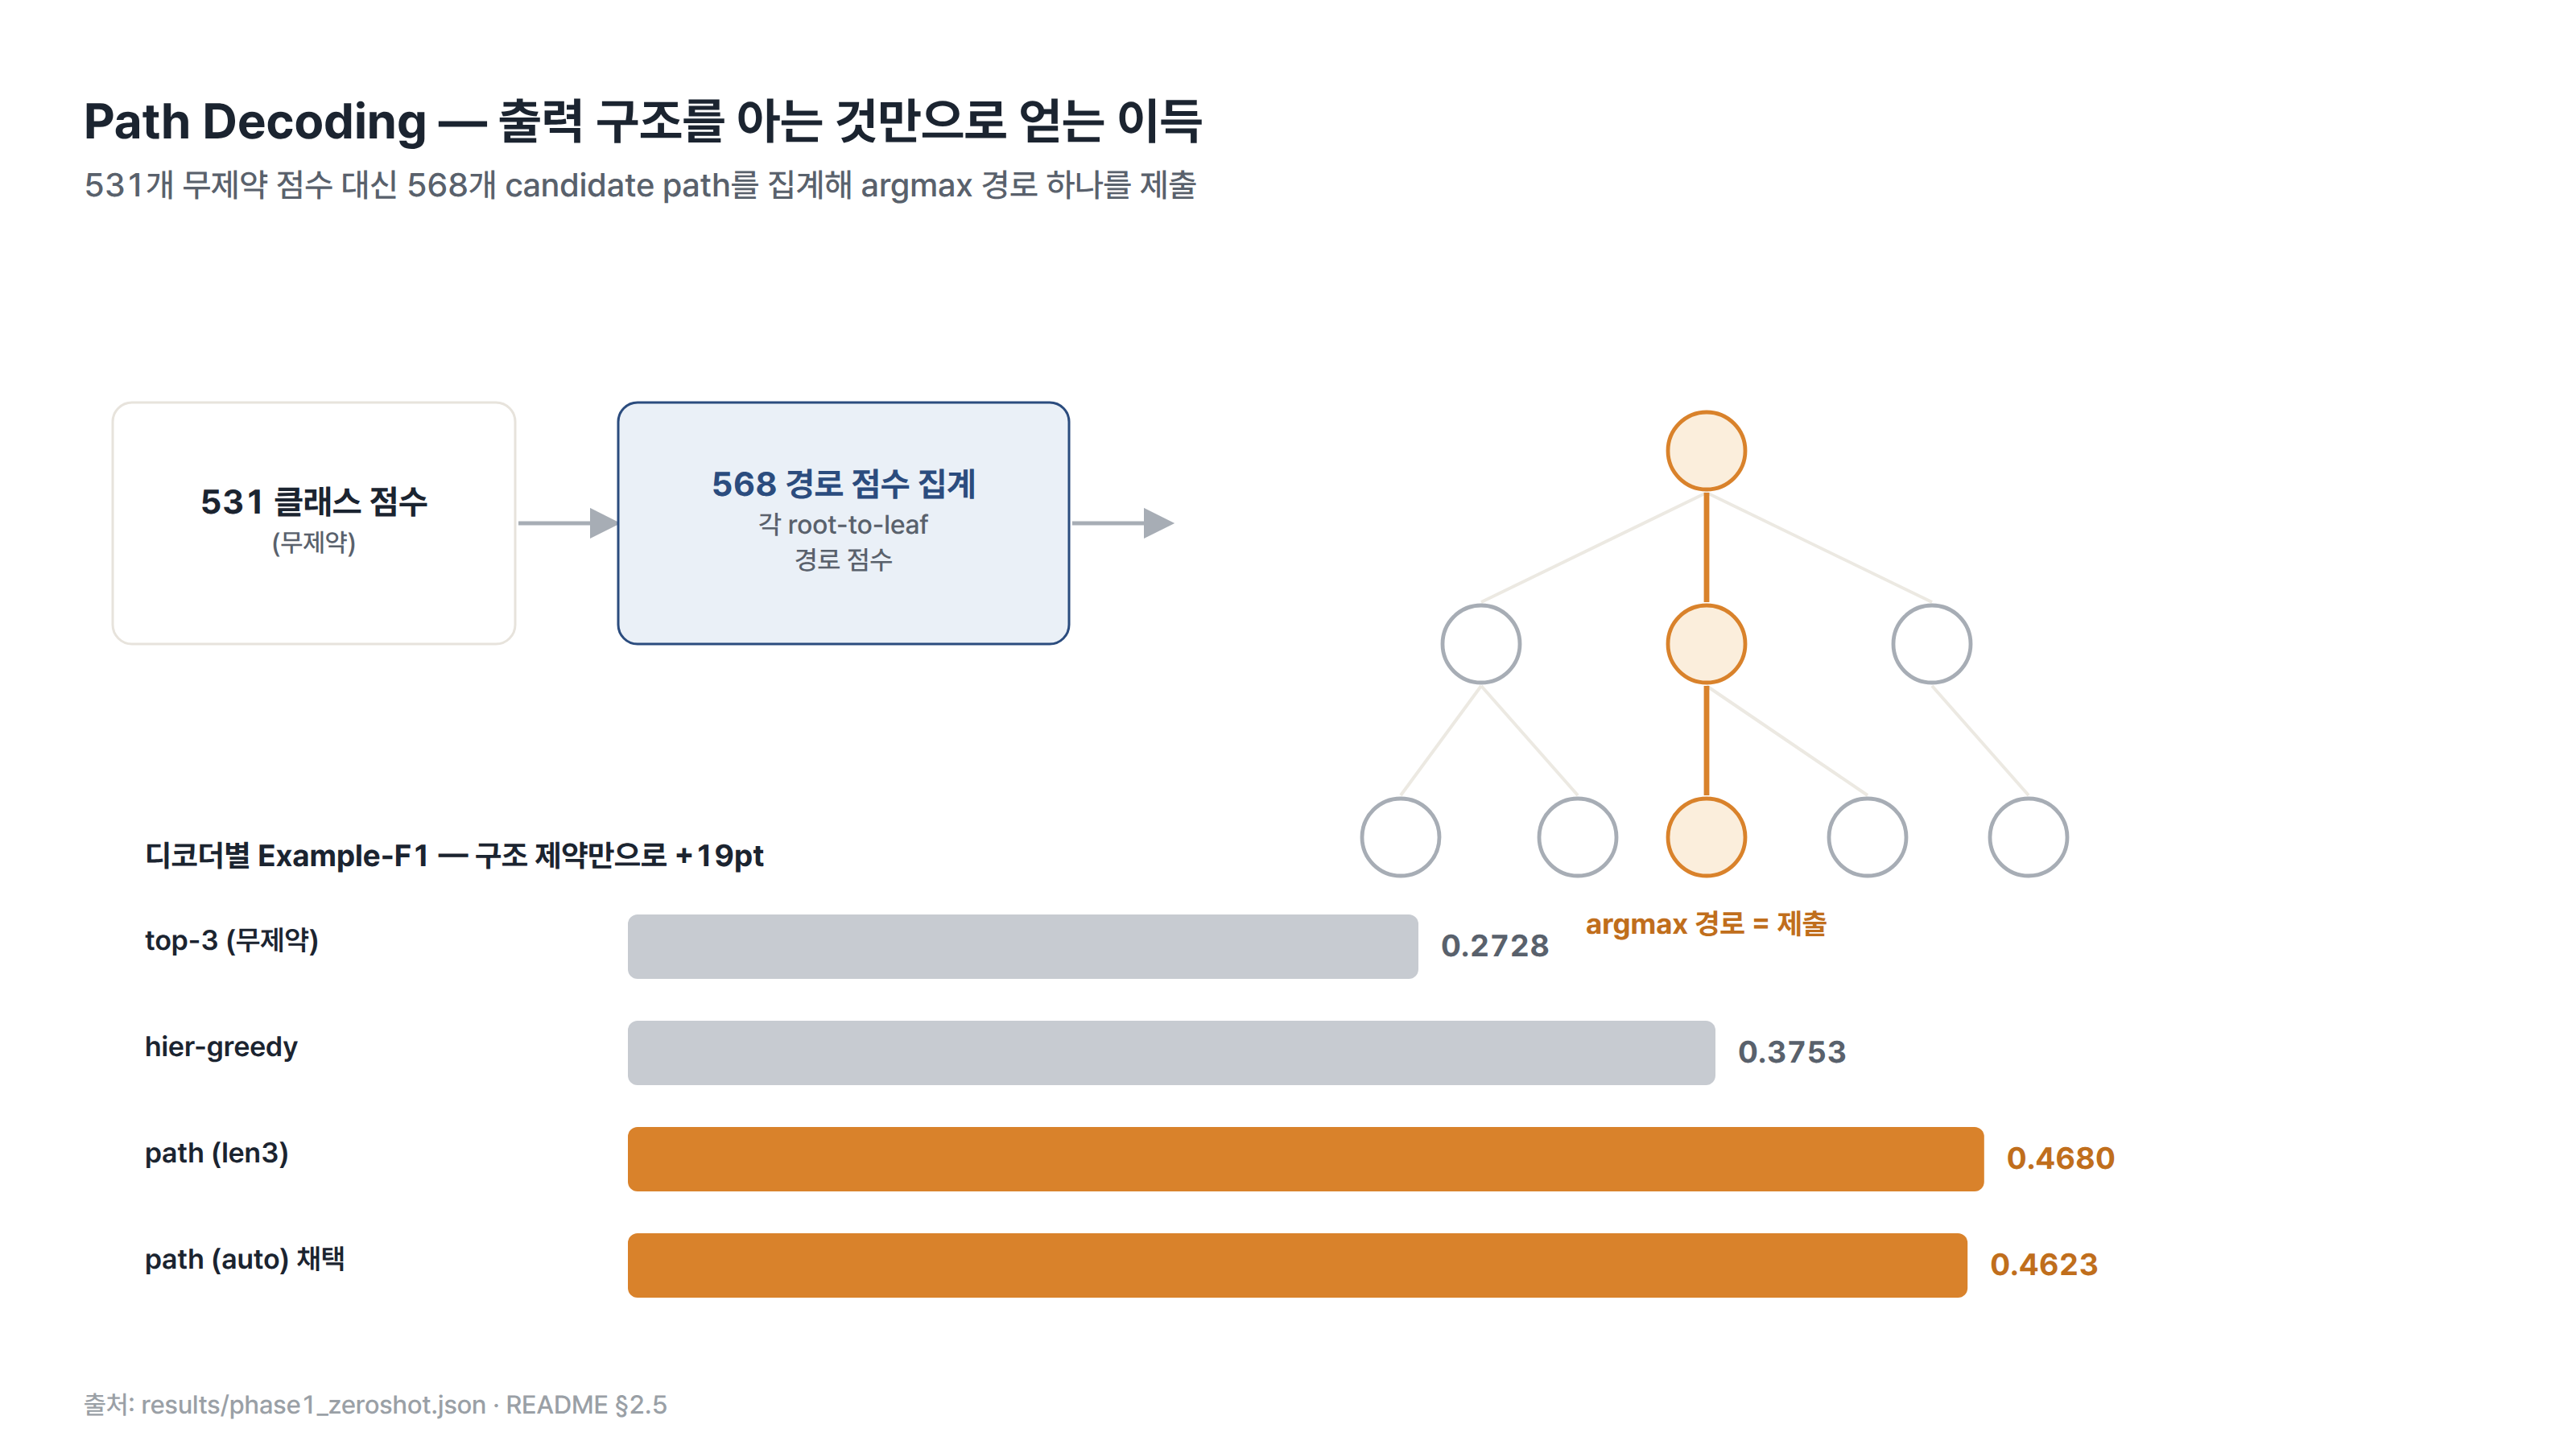 Path Decoding — 출력 구조를 아는 것만으로 얻는 이득
531개 무제약 점수 대신 568개 candidate path를 집계해 argmax 경로 하나를 제출
531 클래스 점수
(무제약)
568 경로 점수 집계
각 root-to-leaf
경로 점수
argmax 경로 = 제출
디코더별 Example-F1 — 구조 제약만으로 +19pt
top-3 (무제약)
0.2728
hier-greedy
0.3753
path (len3)
0.4680
path (auto) 채택
0.4623
출처: results/phase1_zeroshot.json · README §2.5